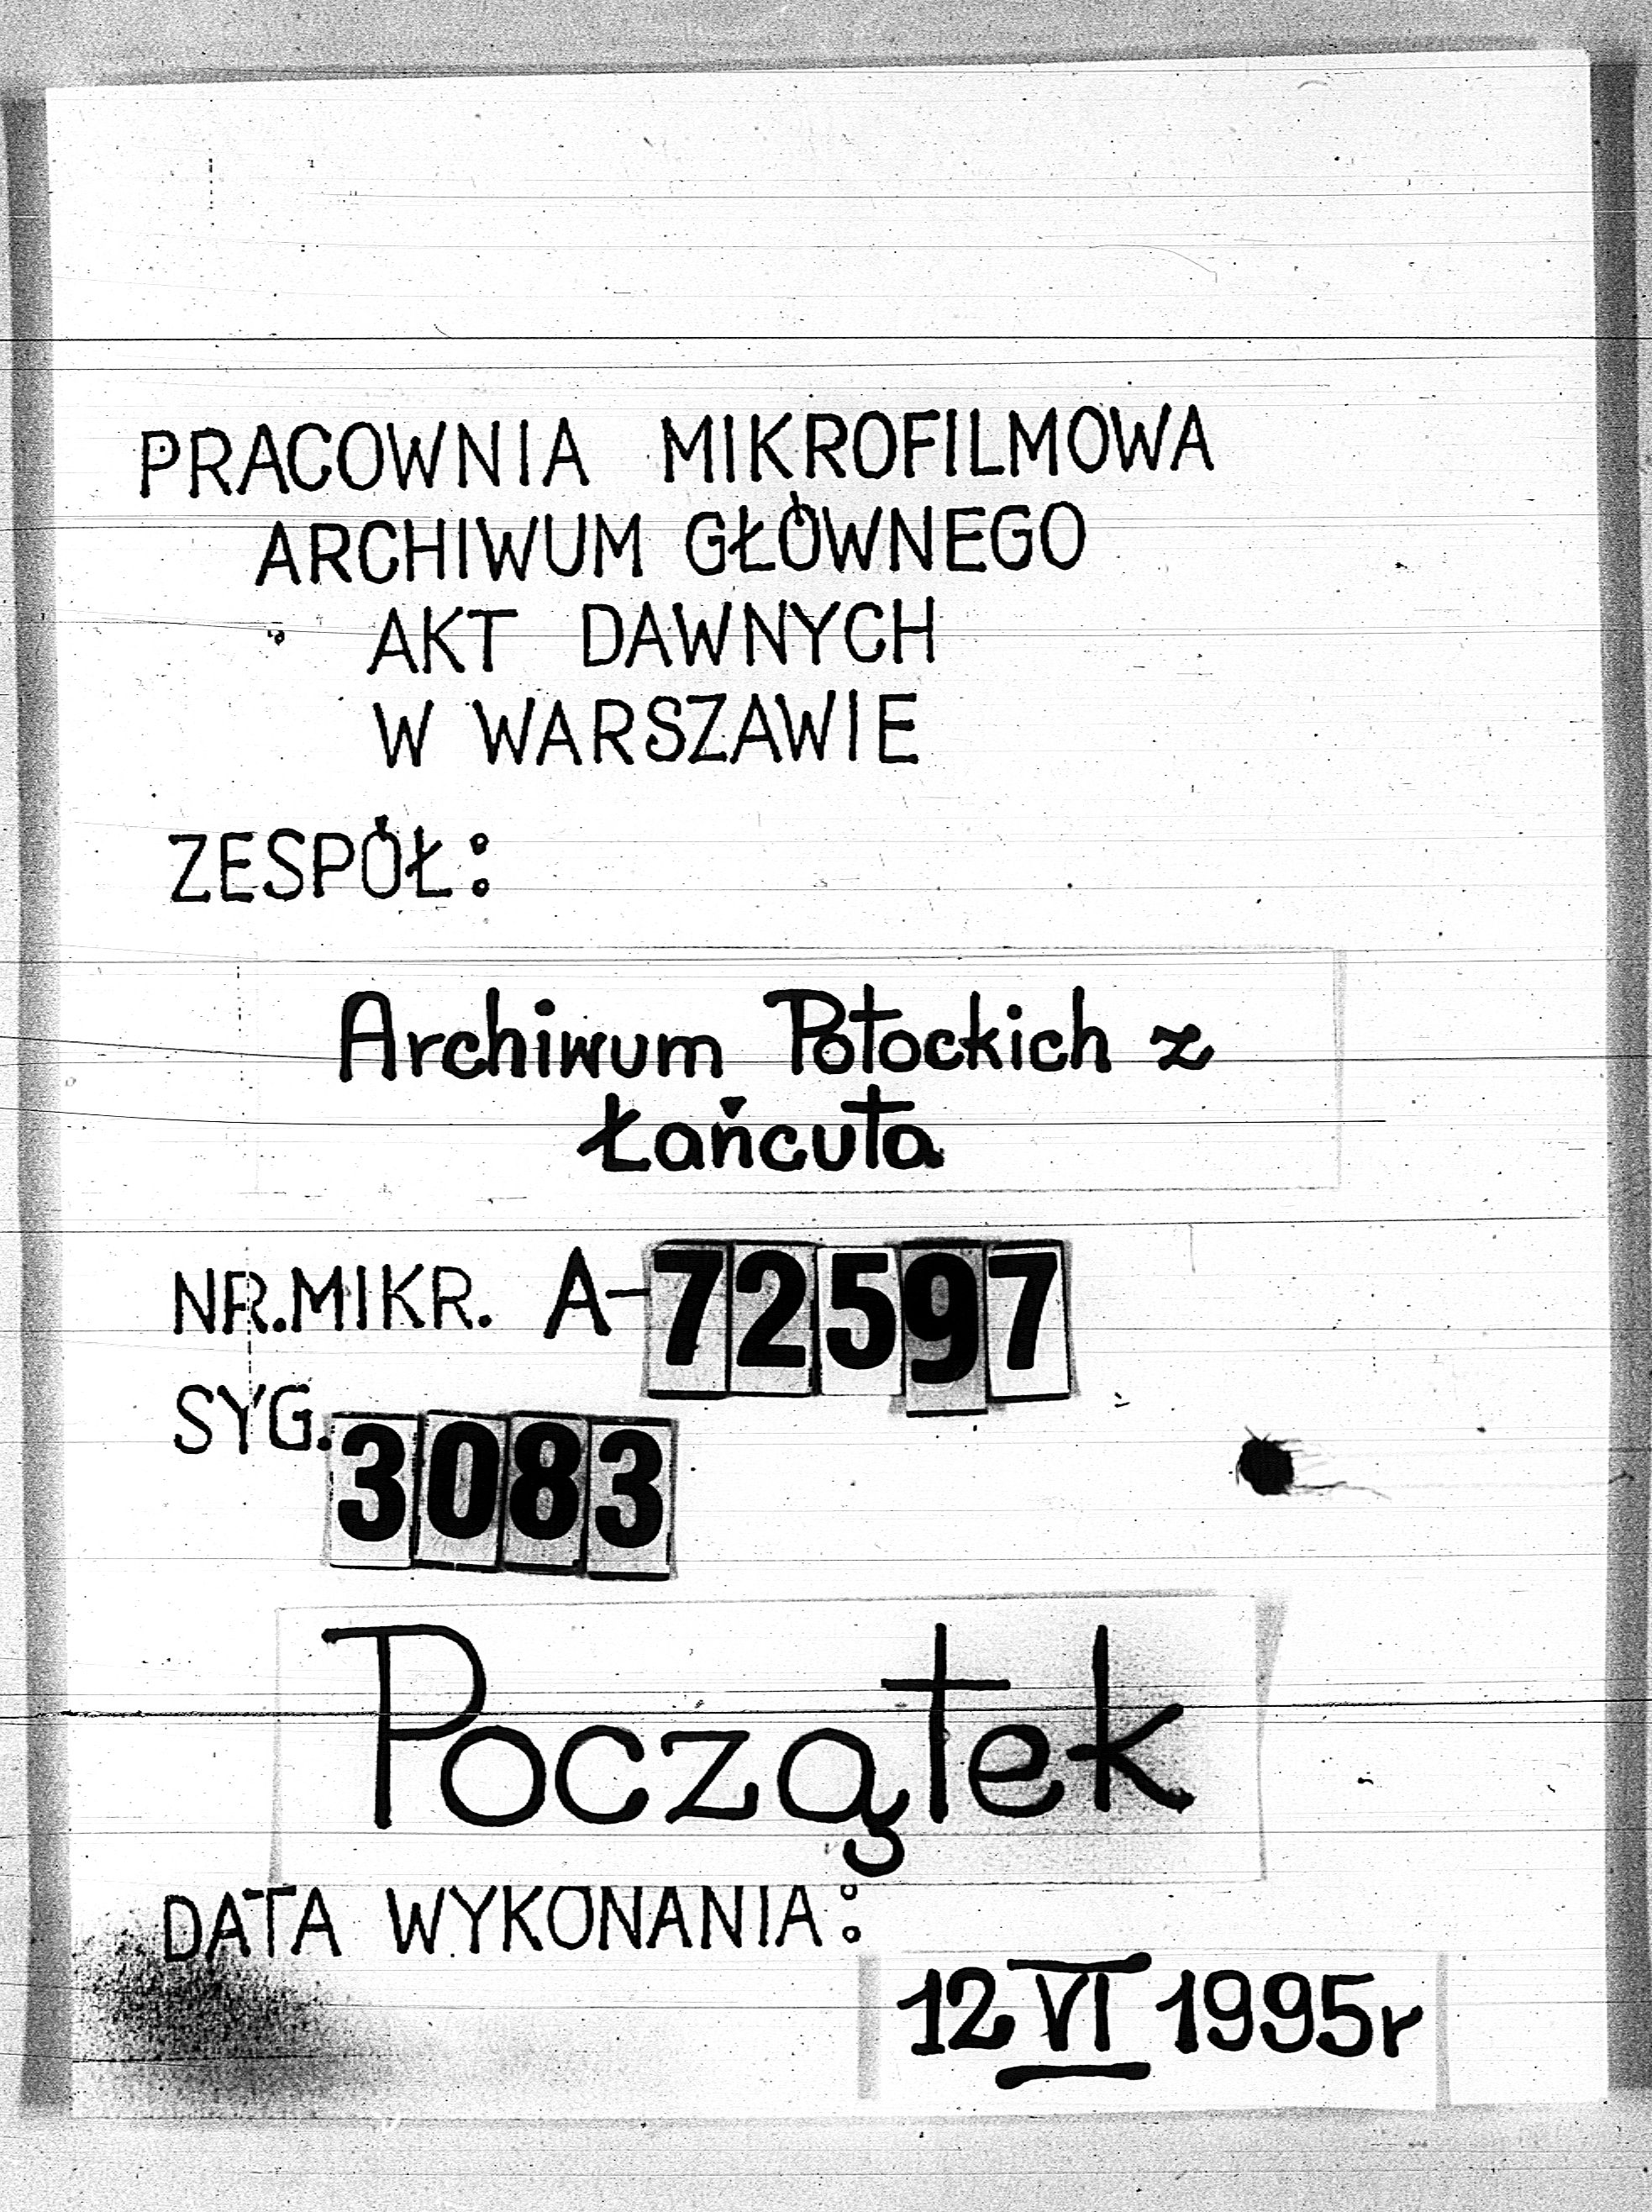 PRACOWNIA MIKROFILMOWA
ARCHIWUM GŁÓWNEGO
AKT DAWNYCH
W WARSZAWIE
ZESPÓŁ:
Archiwum Potockich z
Łańcuta
NR.MIKR. A-72597
SYG. 3083
Początek
DATA WYKONANIA:
12 VI 1995r